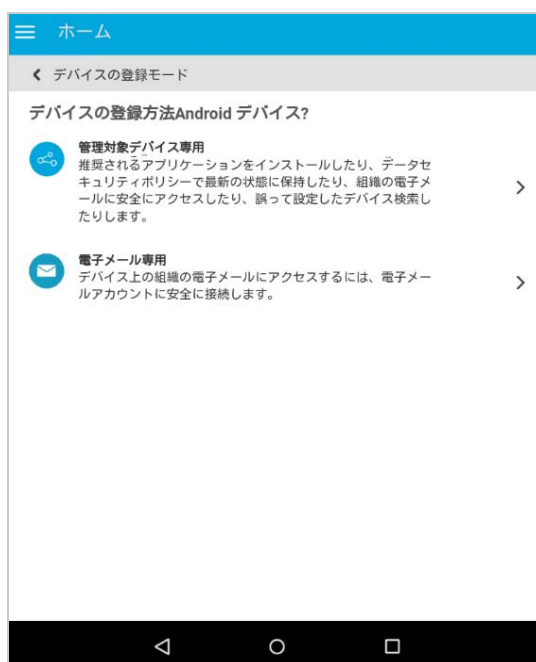 ホーム
デバイスの登録モード
デバイスの登録方法Android デバイス?
管理対象デバイス専用
推奨されるアプリケーションをインストールしたり、データセ
キュリティポリシーで最新の状態に保持したり、組織の電子メ
ールに安全にアクセスしたり、誤って設定したデバイス検索し
たりします。
電子メール専用
デバイス上の組織の電子メールにアクセスするには、電子メー
ルアカウントに安全に接続します。